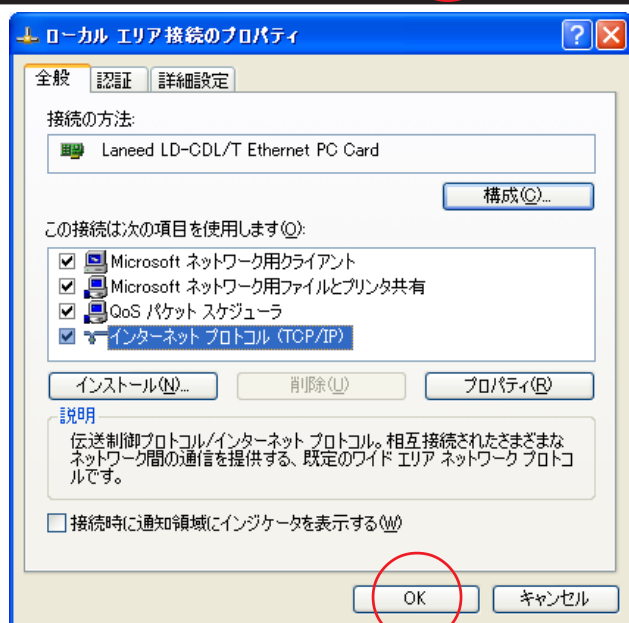 ローカル エリア接続のプロパティ
全般 認証 詳細設定
接続の方法:
Laneed LD-CDL/T Ethernet PC Card
構成(C)...
この接続は次の項目を使用します(O):
Microsoft ネットワーク用クライアント
Microsoft ネットワーク用ファイルとプリンタ共有
QoS パケット スケジューラ
インターネット プロトコル (TCP/IP)
インストール(N)... 削除(U) プロパティ(R)
説明
伝送制御プロトコル/インターネット プロトコル。相互接続されたさまざまな
ネットワーク間の通信を提供する、既定のワイド エリア ネットワーク プロトコ
ルです。
接続時に通知領域にインジケータを表示する(W)
OK キャンセル